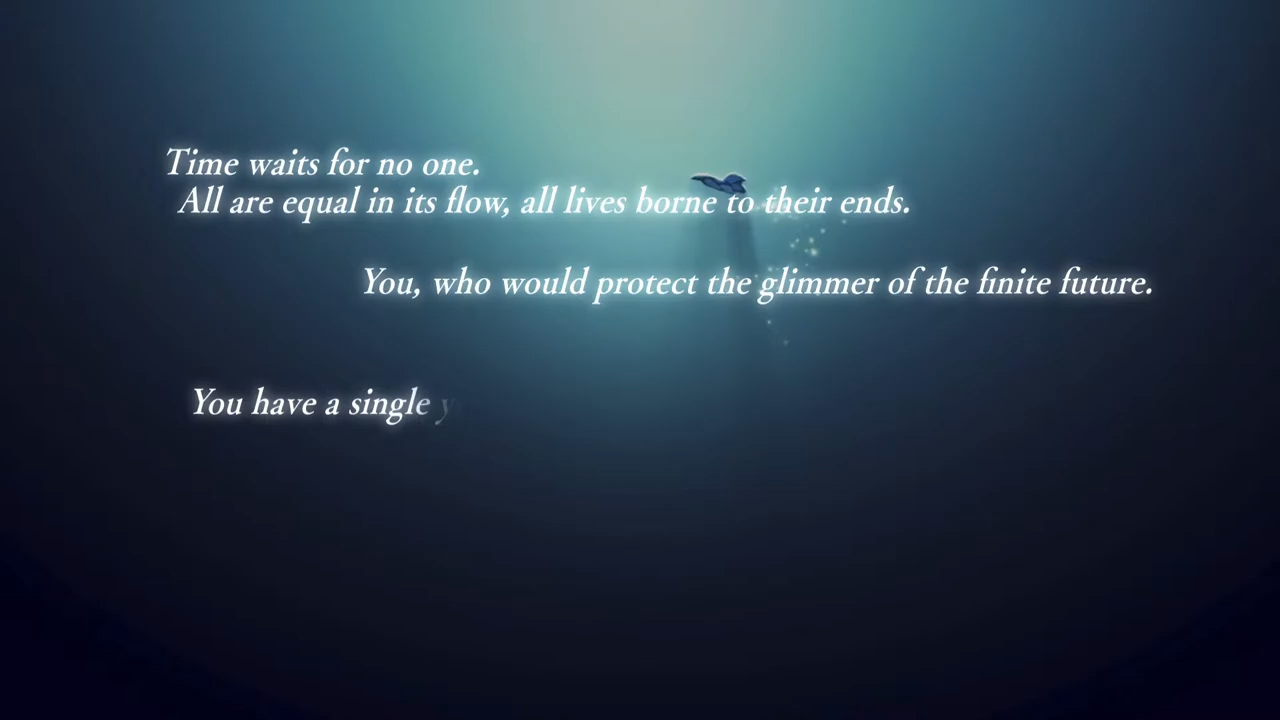 Time waits for no one.
All are equal in its flow, all lives borne to their ends.
You, who would protect the glimmer of the finite future.
You have a single y